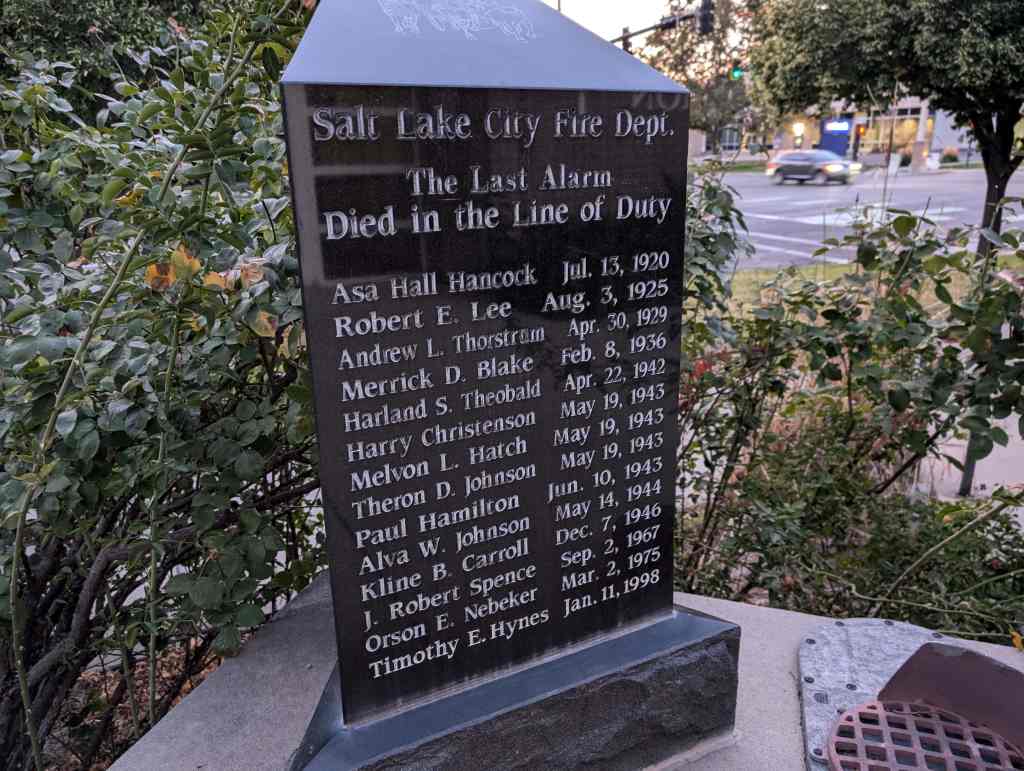 Salt Lake City Fire Dept.
The Last Alarm
Died in the Line of Duty
Asa Hall Hancock Jul. 13, 1920
Robert E. Lee Aug. 3, 1925
Andrew L. Thorstrum Apr. 30, 1929
Merrick D. Blake Feb. 8, 1936
Harland S. Theobald Apr. 22, 1942
Harry Christenson May 19, 1943
Melvon L. Hatch May 19, 1943
Theron D. Johnson May 19, 1943
Paul Hamilton Jun. 10, 1943
Alva W. Johnson May 14, 1944
Kline B. Carroll Dec. 7, 1946
J. Robert Spence Sep. 2, 1967
Orson E. Nebeker Mar. 2, 1975
Timothy E. Hynes Jan. 11, 1998